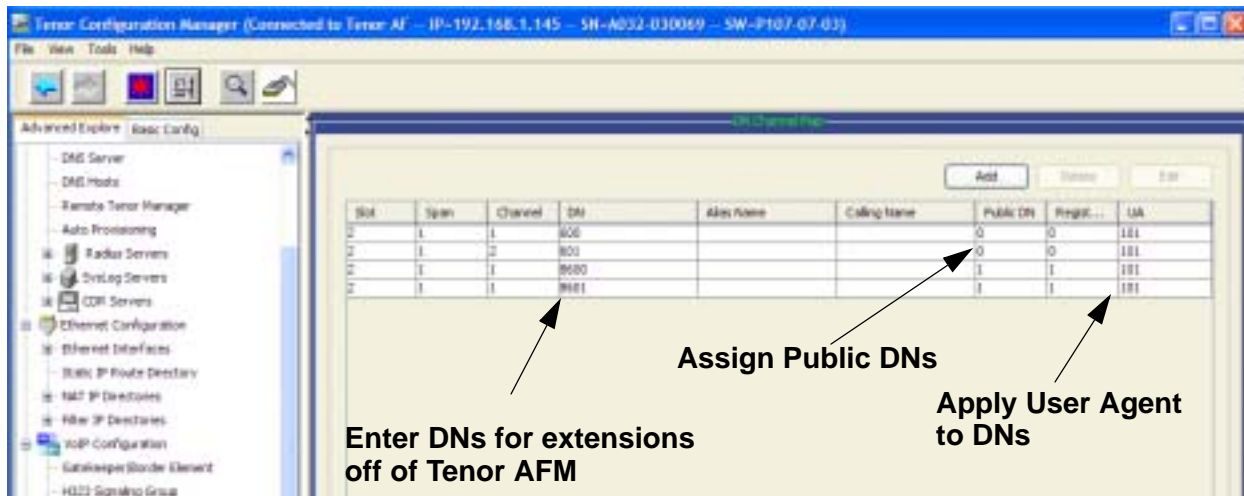 Tenor Configuration Manager (Connected to Tenor AF -- IP-192.168.1.145 -- SN-A032-030069 -- SW-P107-07-03)
File View Tools Help
Advanced Explore Basic Config
DN Channel Map
DNS Server
DNS Hosts
Remote Tenor Manager
Auto Provisioning
Radius Servers
SysLog Servers
CDR Servers
Ethernet Configuration
Ethernet Interfaces
Static IP Route Directory
NAT IP Directories
Filter IP Directories
VoIP Configuration
Gatekeeper/Border Element
H323 Signaling Group
Add Delete Edit
Slot Span Channel DN Alias Name Calling Name Public DN Regist... UA
2 1 1 600 0 0 101
2 1 2 601 0 0 101
2 1 1 8600 1 1 101
2 1 1 8601 1 1 101
Assign Public DNs
Apply User Agent
to DNs
Enter DNs for extensions
off of Tenor AFM